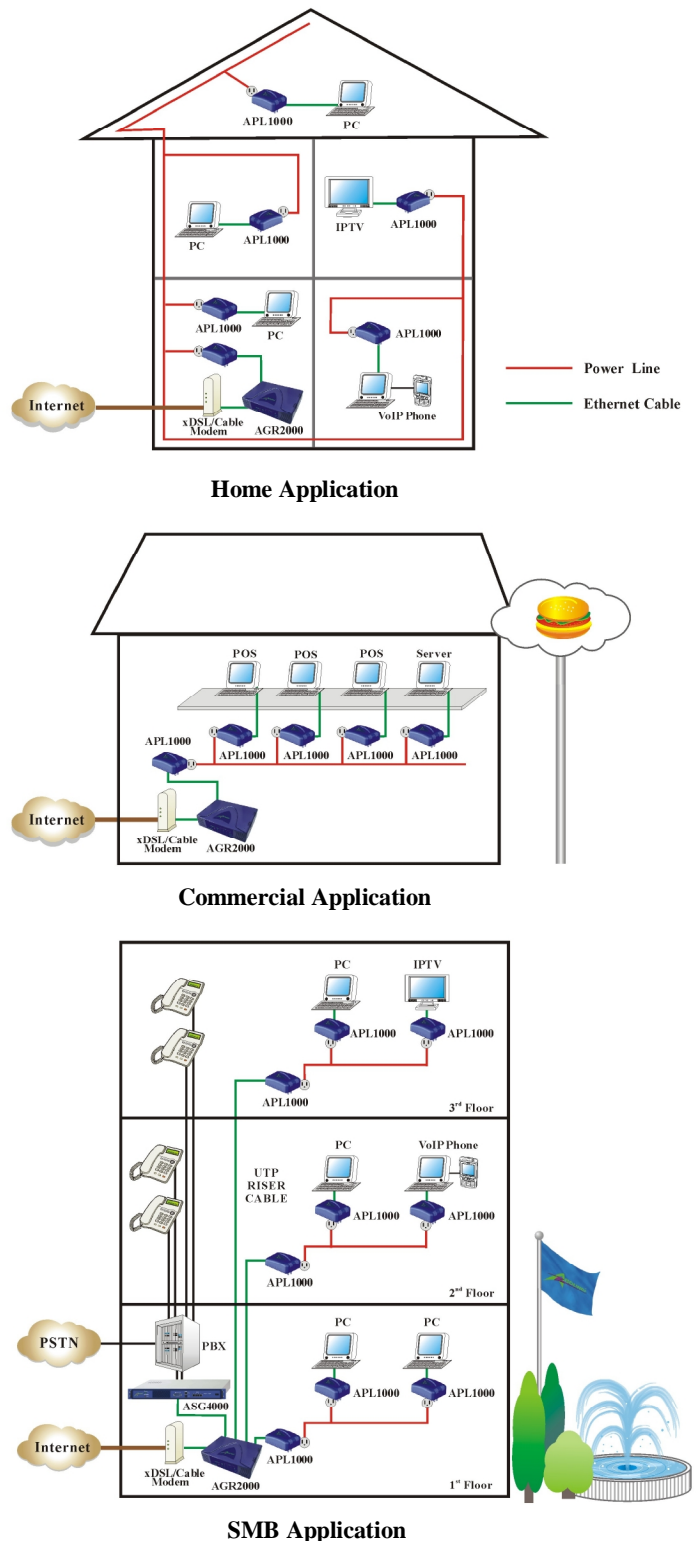 APL1000
PC
PC
APL1000
IPTV
APL1000
APL1000
PC
APL1000
Internet
xDSL/Cable
Modem
AGR2000
VoIP Phone
Power Line
Ethernet Cable
Home Application
POS
POS
POS
Server
APL1000
APL1000
APL1000
APL1000
APL1000
Internet
xDSL/Cable
Modem
AGR2000
Commercial Application
PC
IPTV
APL1000
APL1000
APL1000
3rd Floor
PC
VoIP Phone
UTP
RISER
CABLE
APL1000
APL1000
APL1000
2nd Floor
PSTN
PBX
PC
PC
ASG4000
APL1000
APL1000
Internet
xDSL/Cable
Modem
AGR2000
APL1000
1st Floor
SMB Application